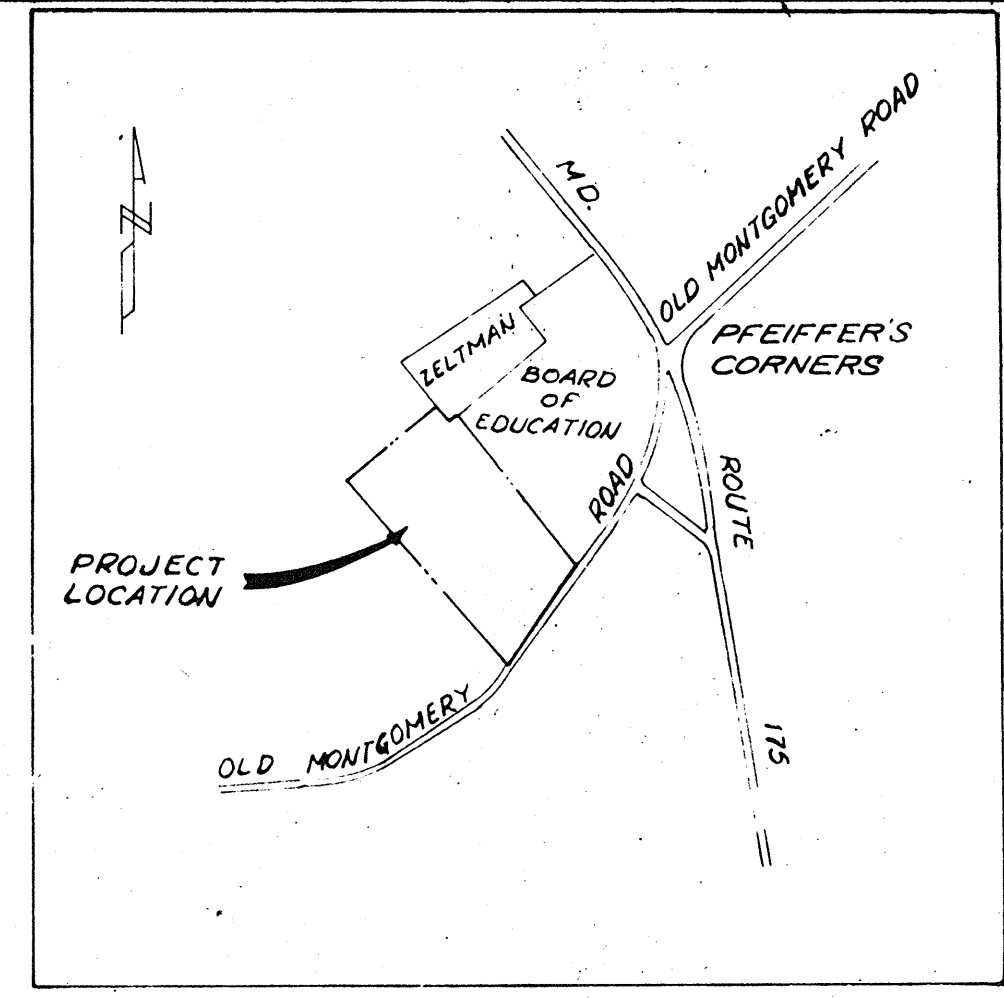 MD.
OLD MONTGOMERY ROAD
N
PFEIFFER'S
CORNERS
ZELTMAN
BOARD
OF
EDUCATION
ROUTE
175
PROJECT
LOCATION
OLD MONTGOMERY ROAD